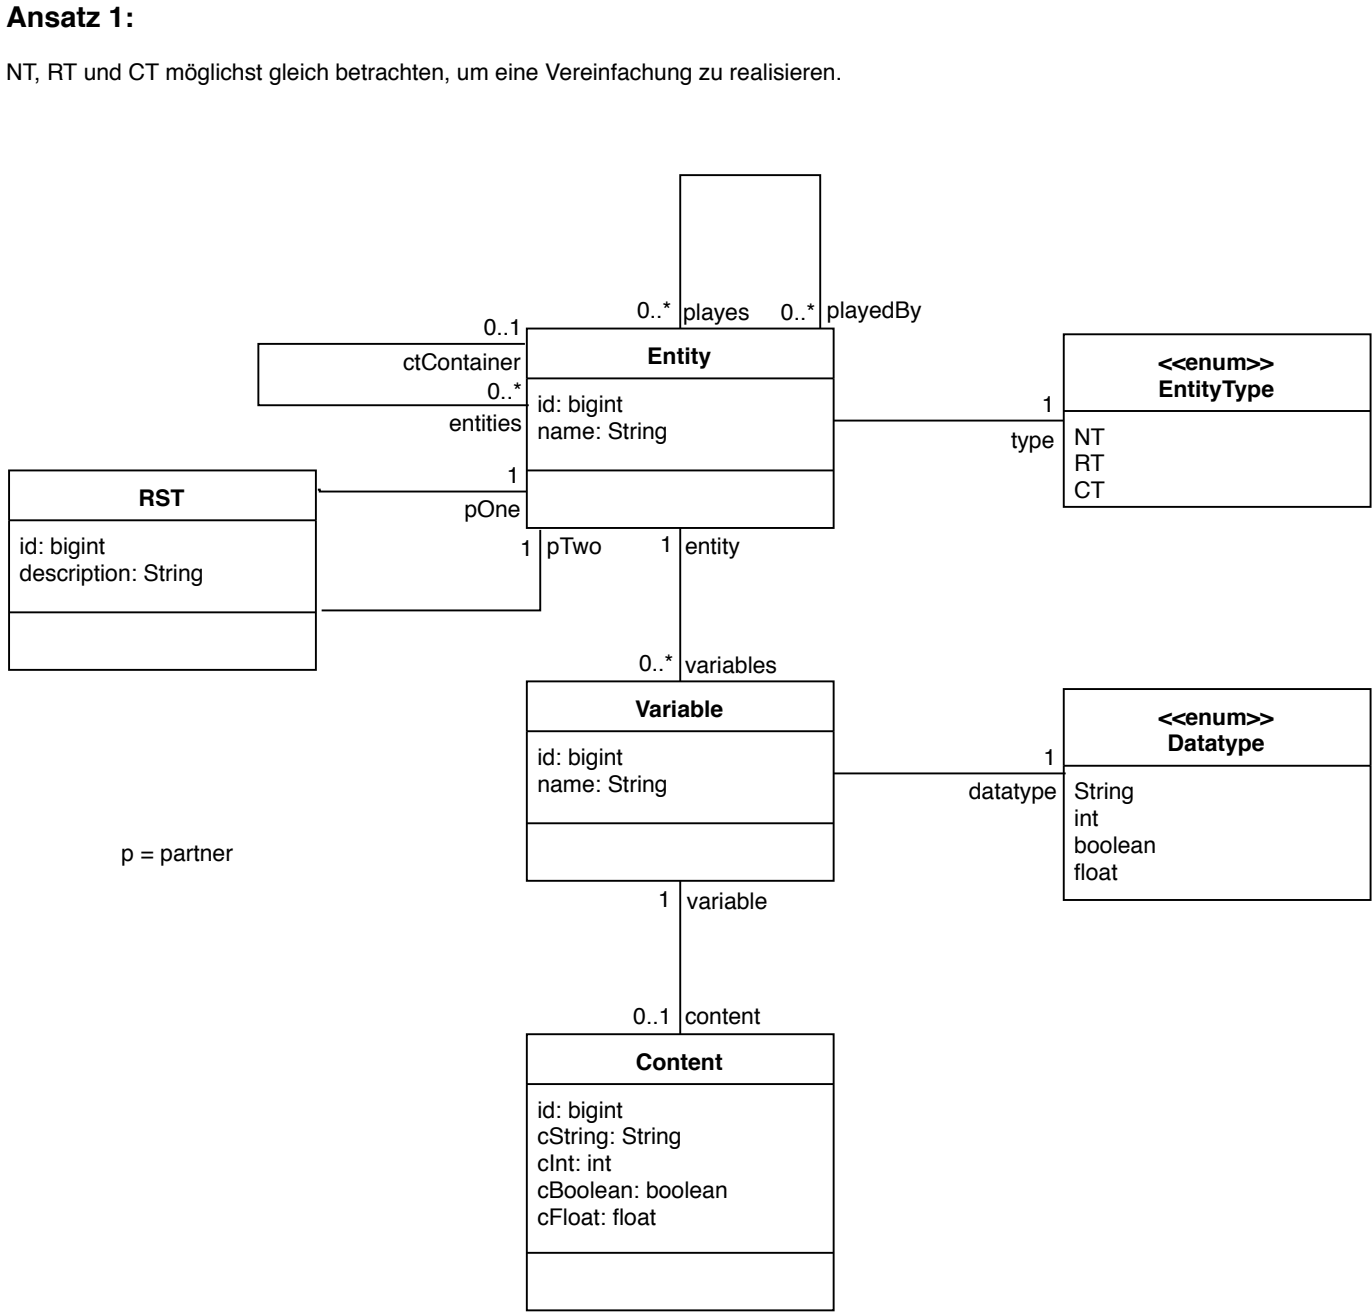 Ansatz 1:
NT, RT und CT möglichst gleich betrachten, um eine Vereinfachung zu realisieren.
0..* playes
0..* playedBy
0..1
ctContainer
0..*
entities
Entity
id: bigint
name: String
<<enum>>
EntityType
NT
RT
CT
1
type
1
pOne
RST
id: bigint
description: String
1 pTwo
1 entity
0..* variables
Variable
id: bigint
name: String
1
datatype
<<enum>>
Datatype
String
int
boolean
float
p = partner
1 variable
0..1 content
Content
id: bigint
cString: String
cInt: int
cBoolean: boolean
cFloat: float